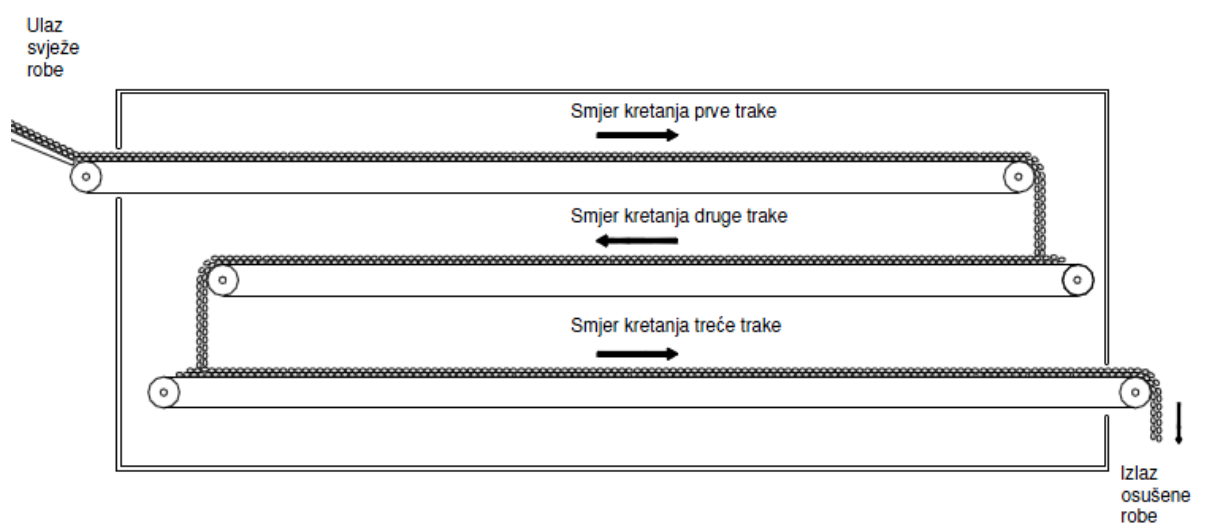 Ulaz
svježe
robe
Smjer kretanja prve trake
Smjer kretanja druge trake
Smjer kretanja treće trake
Izlaz
osušene
robe